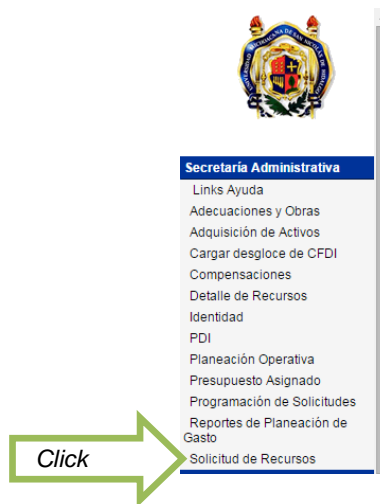 Secretaría Administrativa
Links Ayuda
Adecuaciones y Obras
Adquisición de Activos
Cargar desgloce de CFDI
Compensaciones
Detalle de Recursos
Identidad
PDI
Planeación Operativa
Presupuesto Asignado
Programación de Solicitudes
Reportes de Planeación de
Gasto
Click
Solicitud de Recursos